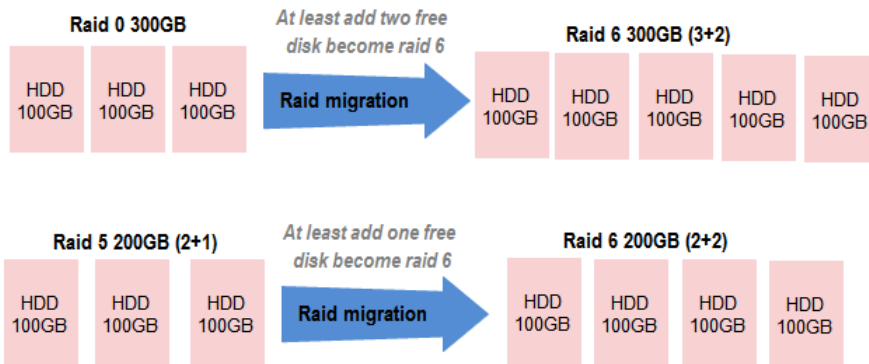 Raid 0 300GB
At least add two free
disk become raid 6
Raid 6 300GB (3+2)
HDD
100GB
HDD
100GB
HDD
100GB
Raid migration
HDD
100GB
HDD
100GB
HDD
100GB
HDD
100GB
HDD
100GB
Raid 5 200GB (2+1)
At least add one free
disk become raid 6
Raid 6 200GB (2+2)
HDD
100GB
HDD
100GB
HDD
100GB
Raid migration
HDD
100GB
HDD
100GB
HDD
100GB
HDD
100GB